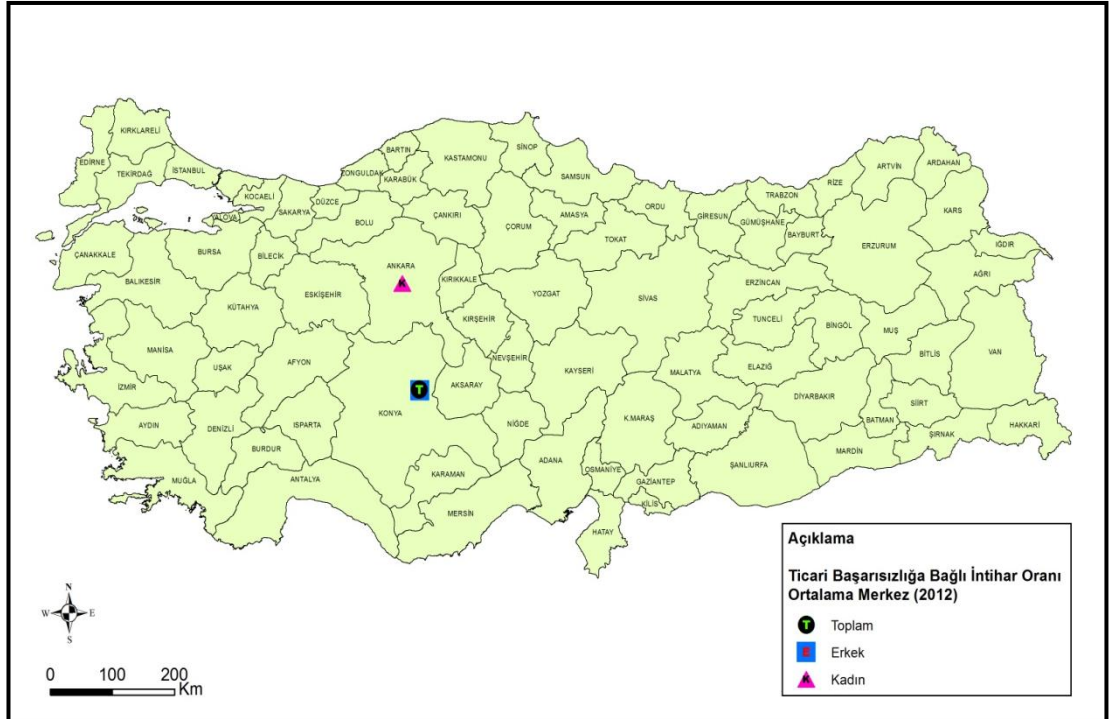 KIRKLARELİ
EDİRNE
TEKİRDAĞ
İSTANBUL
KOCAELİ
YALOVA
SAKARYA
DÜZCE
ZONGULDAK
BARTIN
KARABÜK
KASTAMONU
SİNOP
SAMSUN
ORDU
GİRESUN
TRABZON
RİZE
ARTVİN
ARDAHAN
KARS
IĞDIR
AĞRI
ERZURUM
BAYBURT
GÜMÜŞHANE
TOKAT
AMASYA
ÇORUM
ÇANKIRI
BOLU
BİLECİK
BURSA
ÇANAKKALE
BALIKESİR
KÜTAHYA
ESKİŞEHİR
ANKARA
K
KIRIKKALE
KIRŞEHİR
YOZGAT
SİVAS
ERZİNCAN
TUNCELİ
BİNGÖL
MUŞ
BİTLİS
VAN
HAKKARİ
ŞIRNAK
SİİRT
BATMAN
DİYARBAKIR
MARDİN
ŞANLIURFA
ELAZIĞ
MALATYA
ADIYAMAN
K.MARAŞ
GAZİANTEP
KİLİS
OSMANİYE
HATAY
ADANA
KAYSERİ
NEVŞEHİR
NİĞDE
AKSARAY
T
KONYA
KARAMAN
MERSİN
ANTALYA
ISPARTA
BURDUR
AFYON
UŞAK
DENİZLİ
MUĞLA
AYDIN
İZMİR
MANİSA
N
W
E
S
0 100 200
Km
Açıklama
Ticari Başarısızlığa Bağlı İntihar Oranı
Ortalama Merkez (2012)
T Toplam
E Erkek
K Kadın